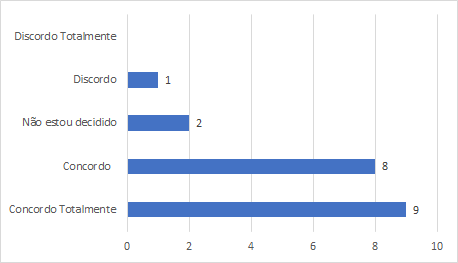 Discordo Totalmente
Discordo 1
Não estou decidido 2
Concordo 8
Concordo Totalmente 9
0 2 4 6 8 10